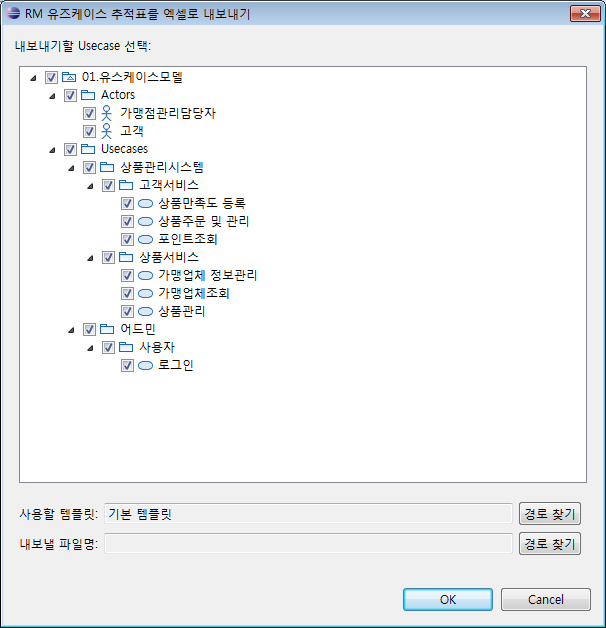 RM 유즈케이스 추적표를 엑셀로 내보내기
내보내기할 Usecase 선택:
01.유스케이스모델
Actors
가맹점관리담당자
고객
Usecases
상품관리시스템
고객서비스
상품만족도 등록
상품주문 및 관리
포인트조회
상품서비스
가맹업체 정보관리
가맹업체조회
상품관리
어드민
사용자
로그인
사용할 템플릿: 기본 템플릿 경로 찾기
내보낼 파일명: 경로 찾기
OK Cancel